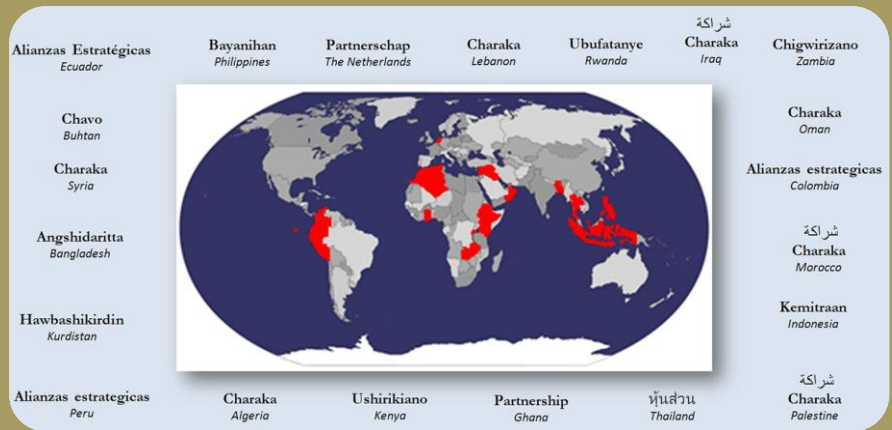 Alianzas Estratégicas
Ecuador
Bayanihan
Philippines
Partnerschap
The Netherlands
Charaka
Lebanon
Ubufatanye
Rwanda
شراكة
Charaka
Iraq
Chigwirizano
Zambia
Chavo
Buhtan
Charaka
Oman
Charaka
Syria
Alianzas estrategicas
Colombia
Angshidaritta
Bangladesh
شراكة
Charaka
Morocco
Hawbashikirdin
Kurdistan
Kemitraan
Indonesia
Alianzas estrategicas
Peru
Charaka
Algeria
Ushirikiano
Kenya
Partnership
Ghana
หุ้นส่วน
Thailand
شراكة
Charaka
Palestine